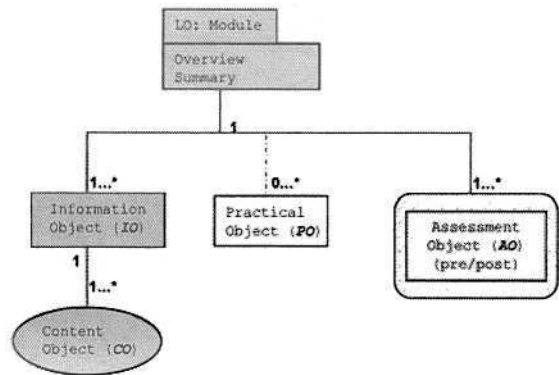 LO: Module
Overview
Summary
1
1...*
0...*
1...*
Information
Object (IO)
Practical
Object (PO)
Assessment
Object (AO)
(pre/post)
1
1...*
Content
Object (CO)